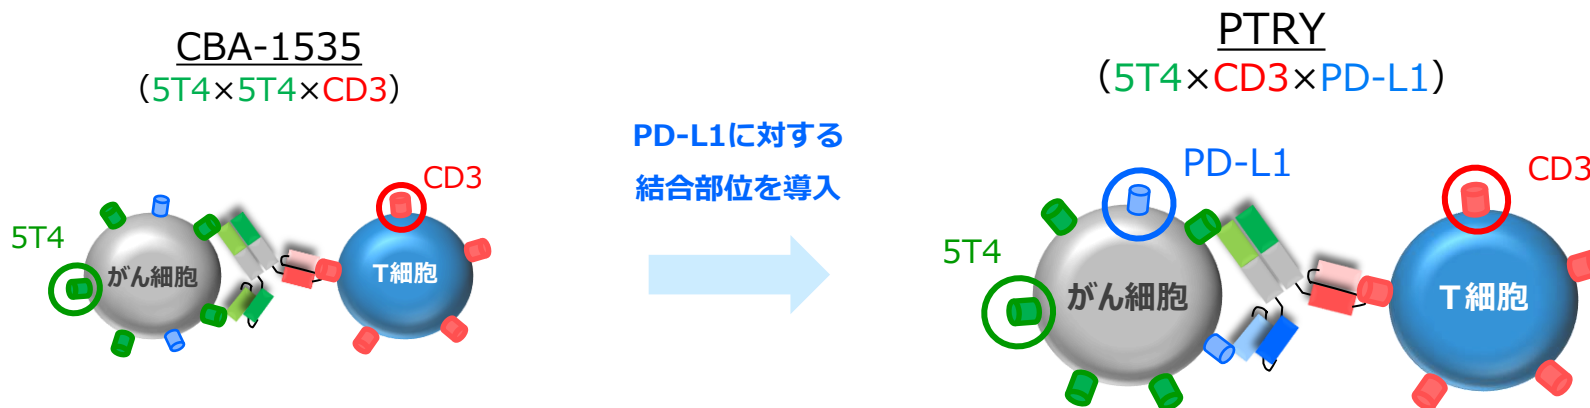 CBA-1535
(5T4×5T4×CD3)
CD3
5T4
がん細胞
T細胞
PD-L1に対する
結合部位を導入
PTRY
(5T4×CD3×PD-L1)
PD-L1
CD3
5T4
がん細胞
T細胞